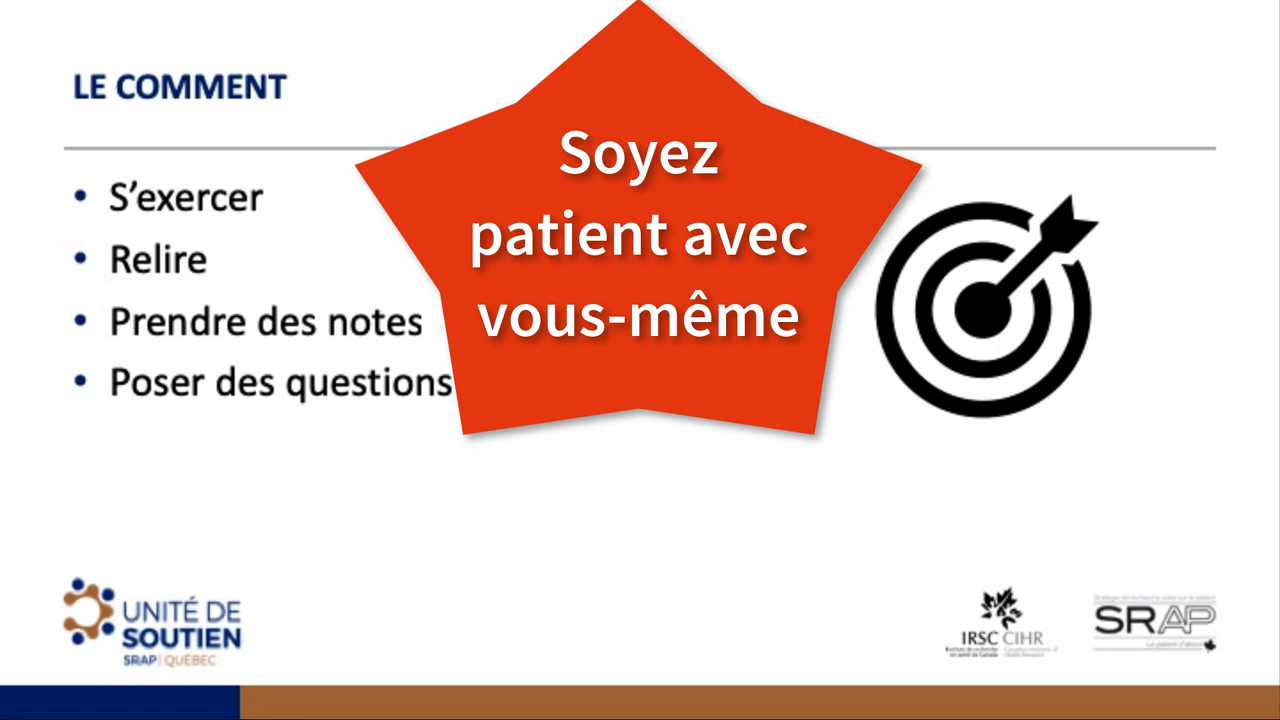 LE COMMENT
Soyez
patient avec
vous-même
• S’exercer
• Relire
• Prendre des notes
• Poser des questions
UNITÉ DE
SOUTIEN
SRAP | QUÉBEC
IRSC CIHR
SRAP